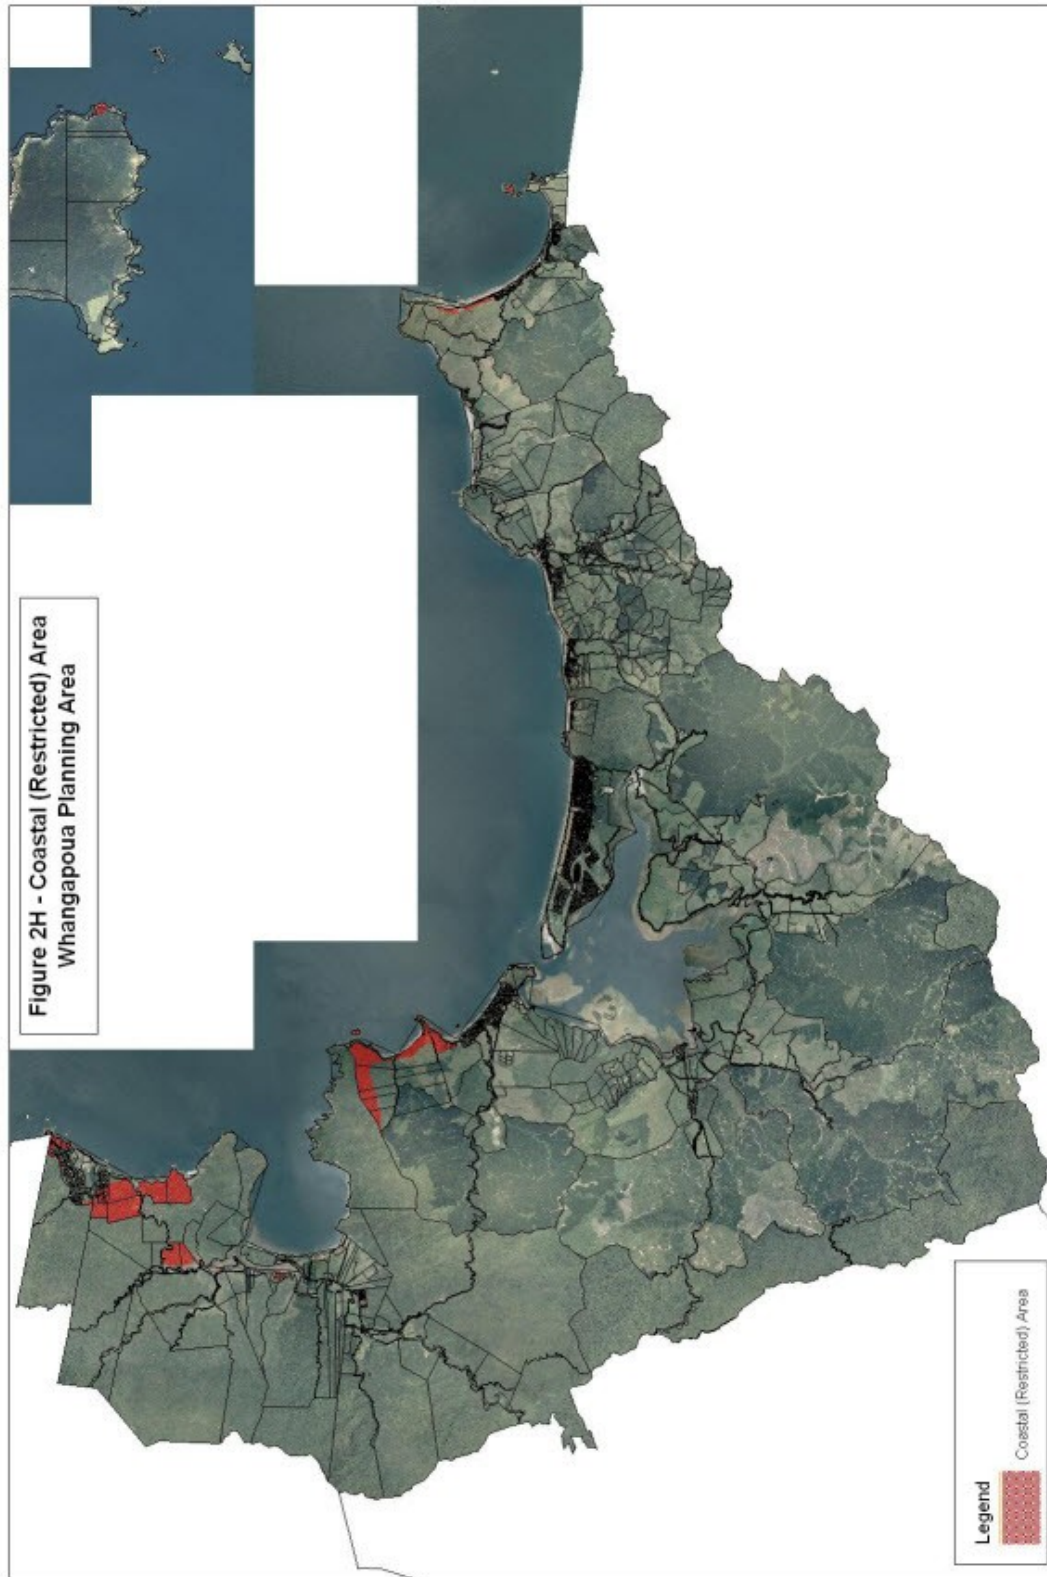 Figure 2H - Coastal (Restricted) Area
Whangapoua Planning Area
Legend
Coastal (Restricted) Area